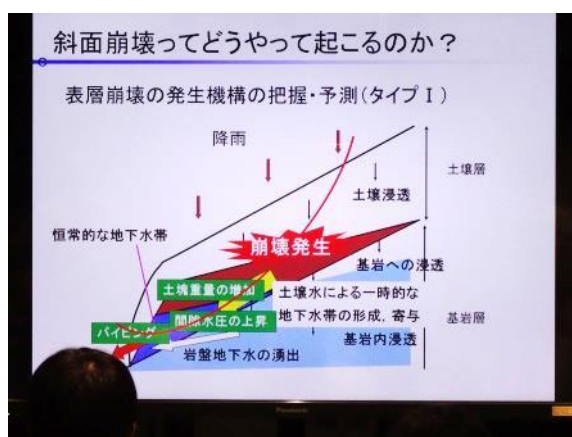 斜面崩壊ってどうやって起こるのか？
表層崩壊の発生機構の把握・予測(タイプⅠ)
降雨
土壌層
土壌浸透
恒常的な地下水帯
崩壊発生
基岩への浸透
土塊重量の増加
土壌水による一時的な
地下水帯の形成，寄与
間隙水圧の上昇
基岩層
パイピング
基岩内浸透
岩盤地下水の湧出
Panasonic